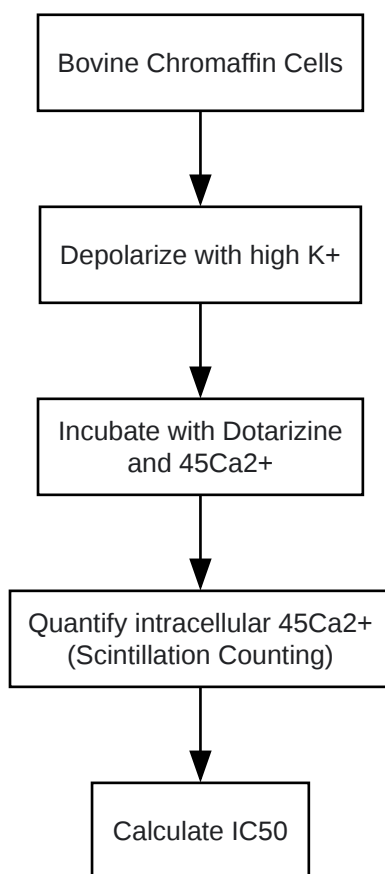 Bovine Chromaffin Cells
Depolarize with high K+
Incubate with Dotarizine
and 45Ca2+
Quantify intracellular 45Ca2+
(Scintillation Counting)
Calculate IC50